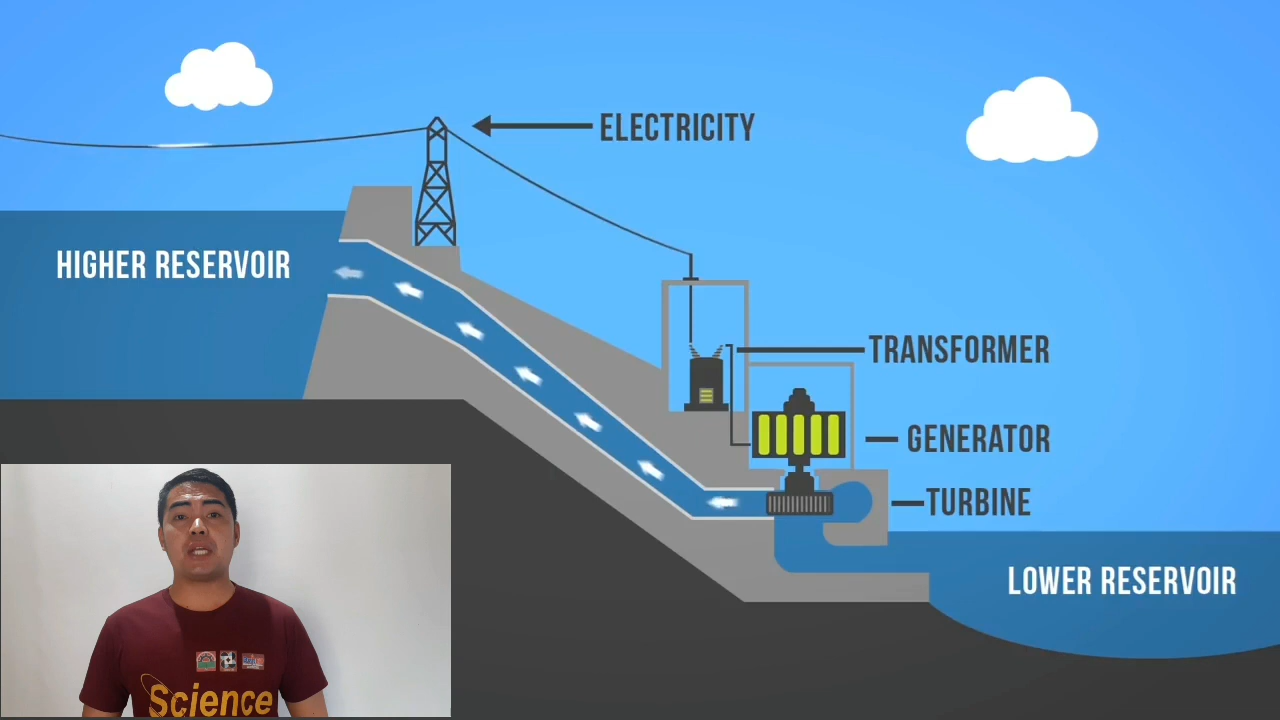 ELECTRICITY
HIGHER RESERVOIR
TRANSFORMER
GENERATOR
TURBINE
LOWER RESERVOIR
Science